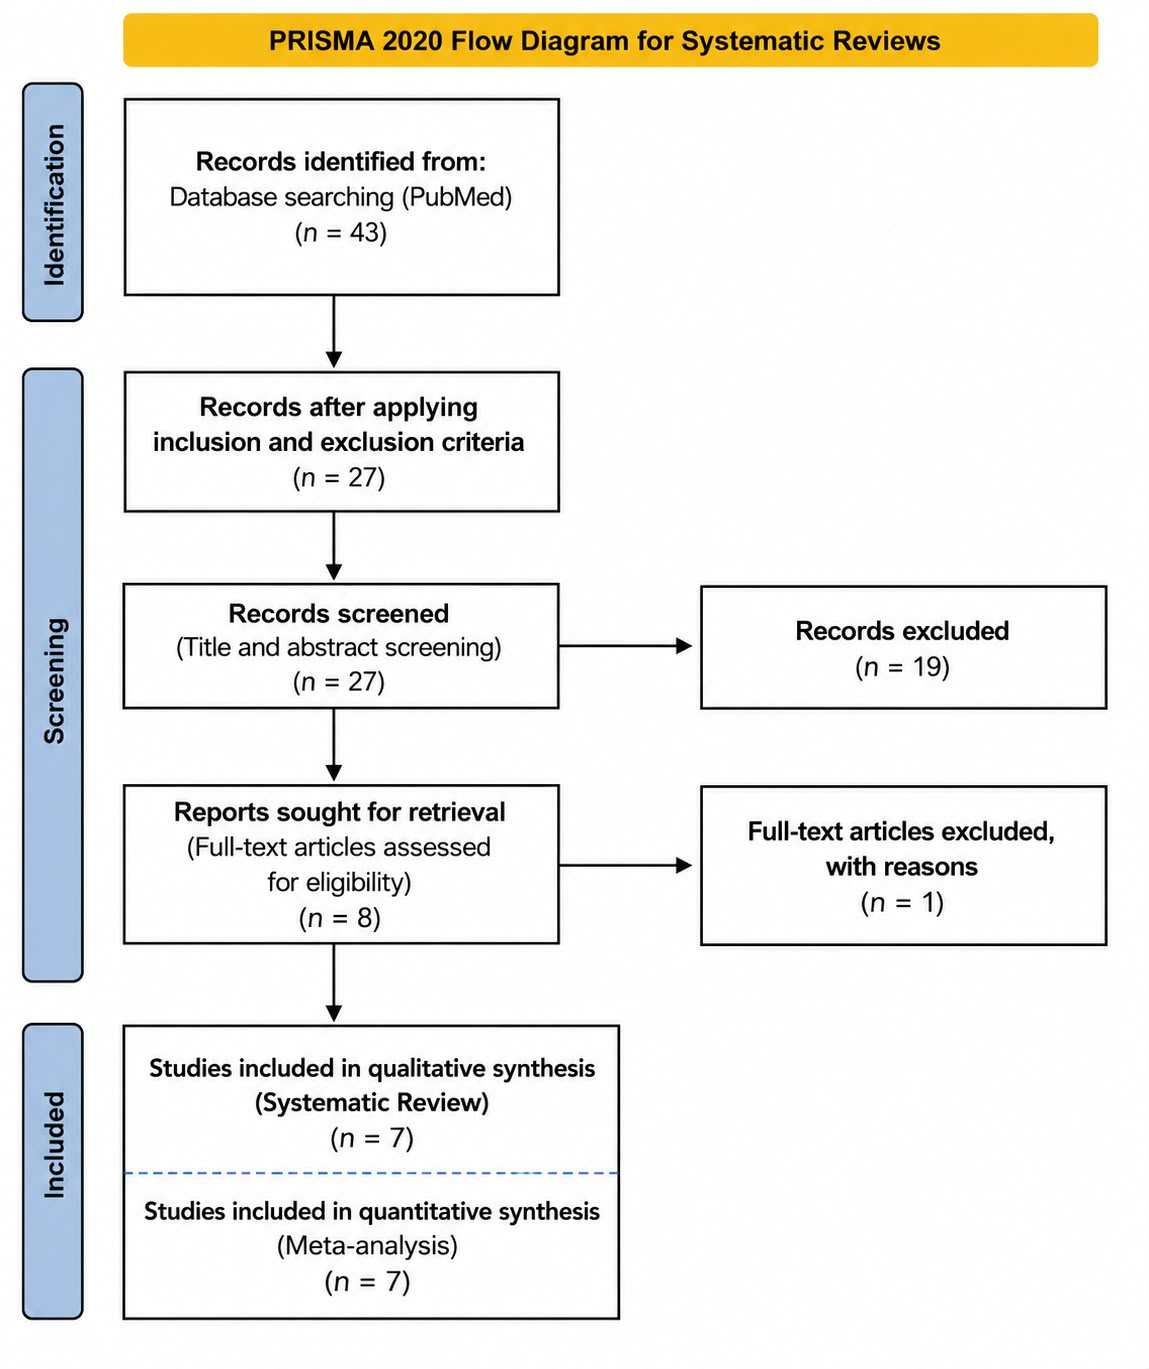 PRISMA 2020 Flow Diagram for Systematic Reviews
Identification
Records identified from:
Database searching (PubMed)
(n = 43)
Screening
Records after applying
inclusion and exclusion criteria
(n = 27)
Records screened
(Title and abstract screening)
(n = 27)
Records excluded
(n = 19)
Reports sought for retrieval
(Full-text articles assessed
for eligibility)
(n = 8)
Full-text articles excluded,
with reasons
(n = 1)
Included
Studies included in qualitative synthesis
(Systematic Review)
(n = 7)
Studies included in quantitative synthesis
(Meta-analysis)
(n = 7)